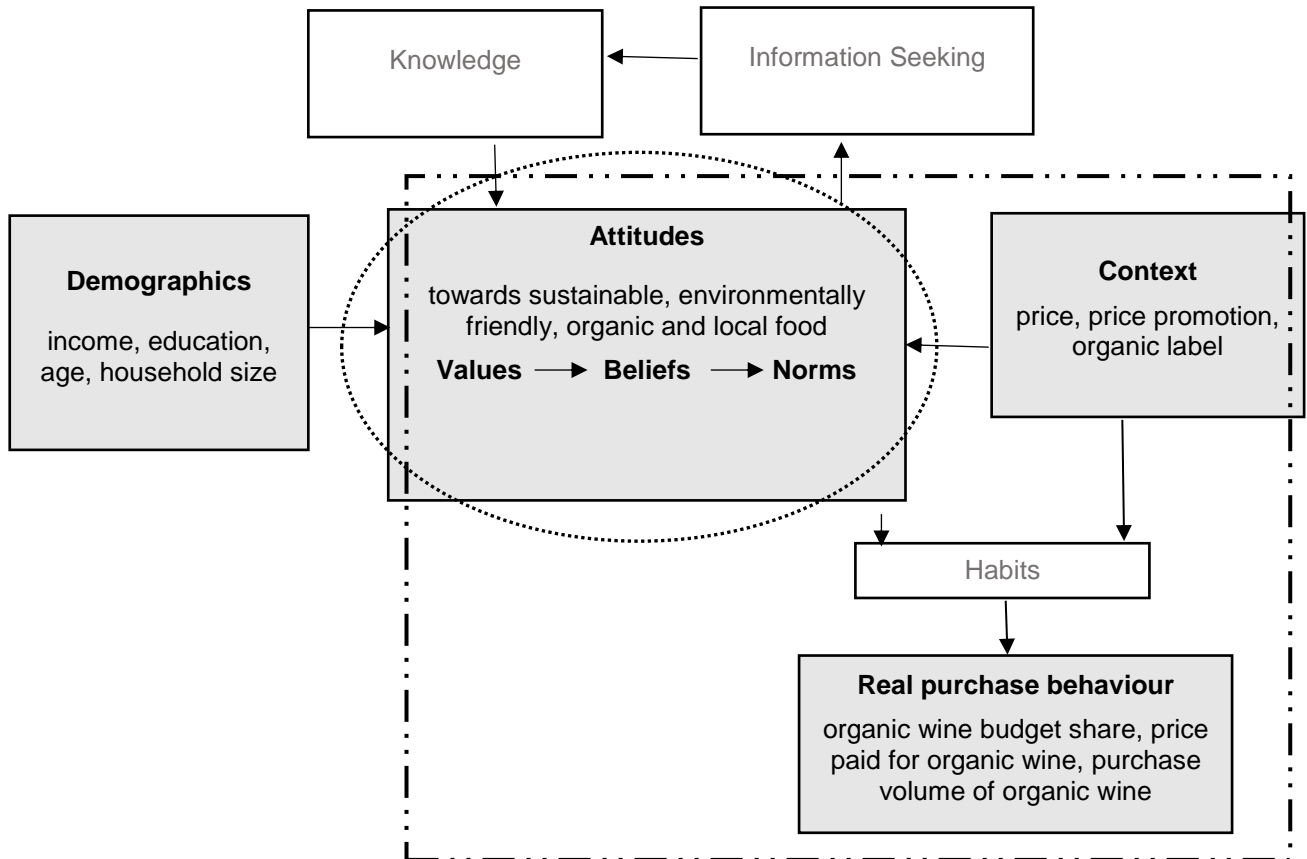 Knowledge
Information Seeking
Attitudes
towards sustainable, environmentally
friendly, organic and local food
Values Beliefs Norms
Demographics
income, education,
age, household size
Context
price, price promotion,
organic label
Habits
Real purchase behaviour
organic wine budget share, price
paid for organic wine, purchase
volume of organic wine